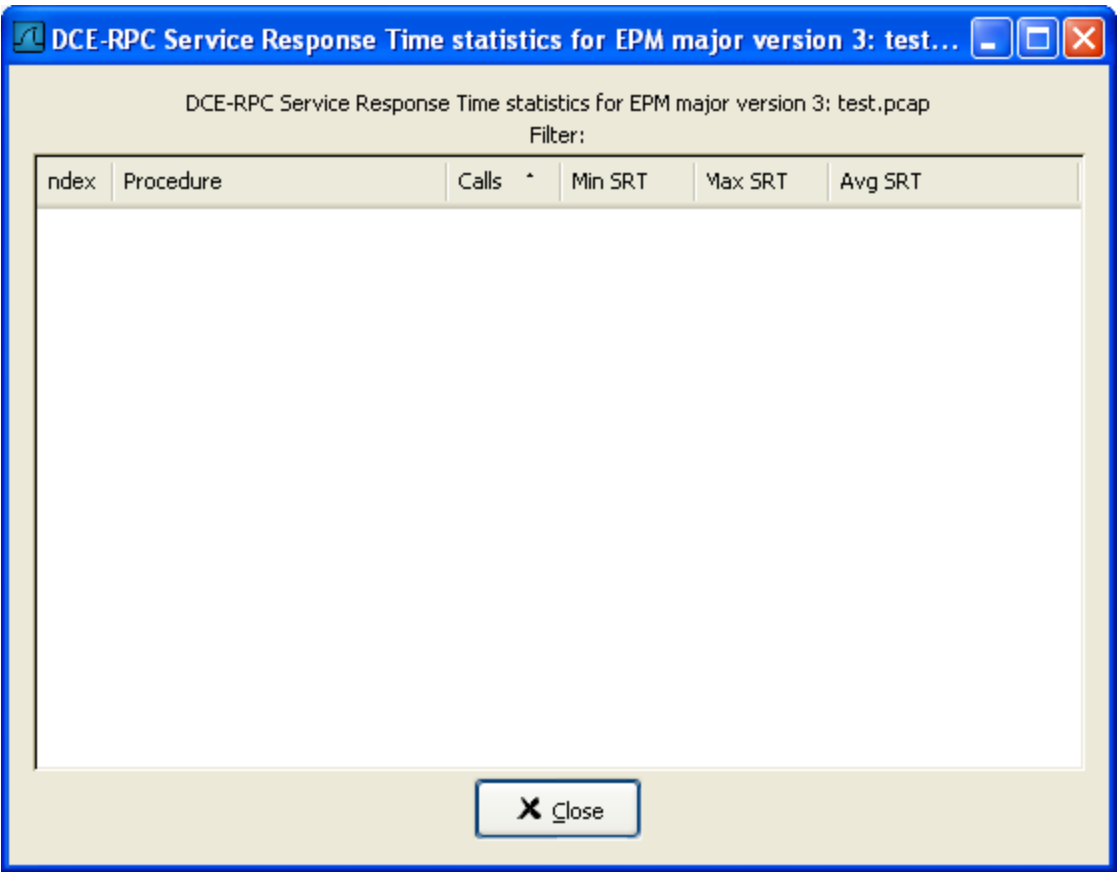 DCE-RPC Service Response Time statistics for EPM major version 3: test...
DCE-RPC Service Response Time statistics for EPM major version 3: test.pcap
Filter:
ndex Procedure Calls Min SRT Max SRT Avg SRT
Close